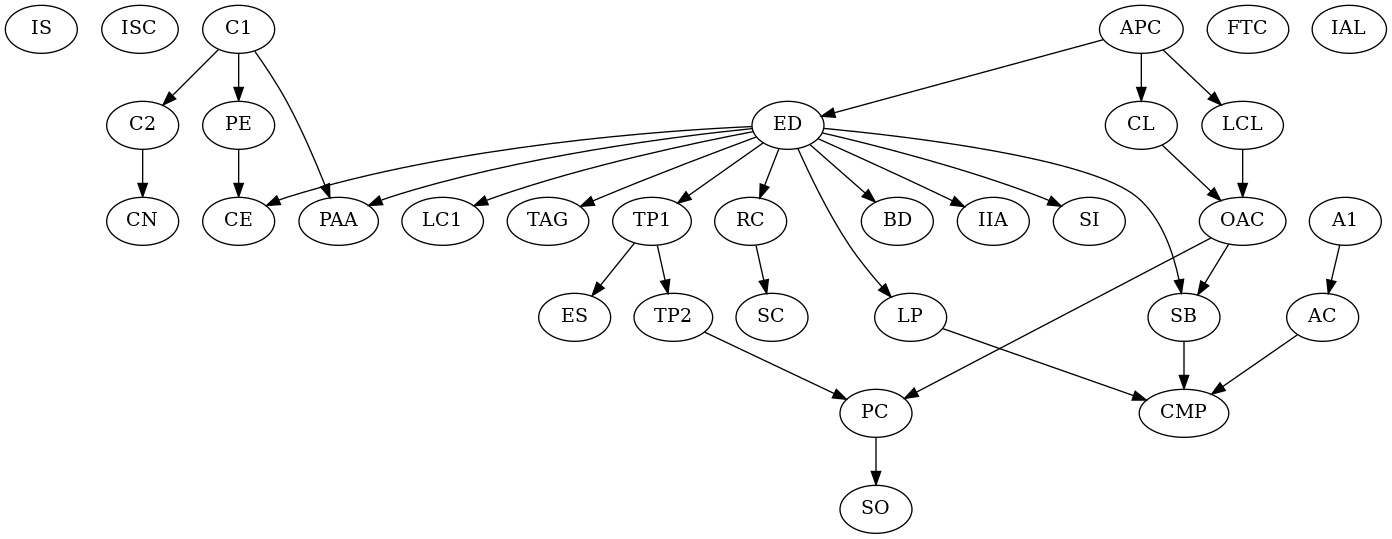 IS ISC C1 APC FTC IAL
C2 PE ED CL LCL
CN CE PAA LC1 TAG TP1 RC BD IIA SI OAC A1
ES TP2 SC LP SB AC
PC CMP
SO